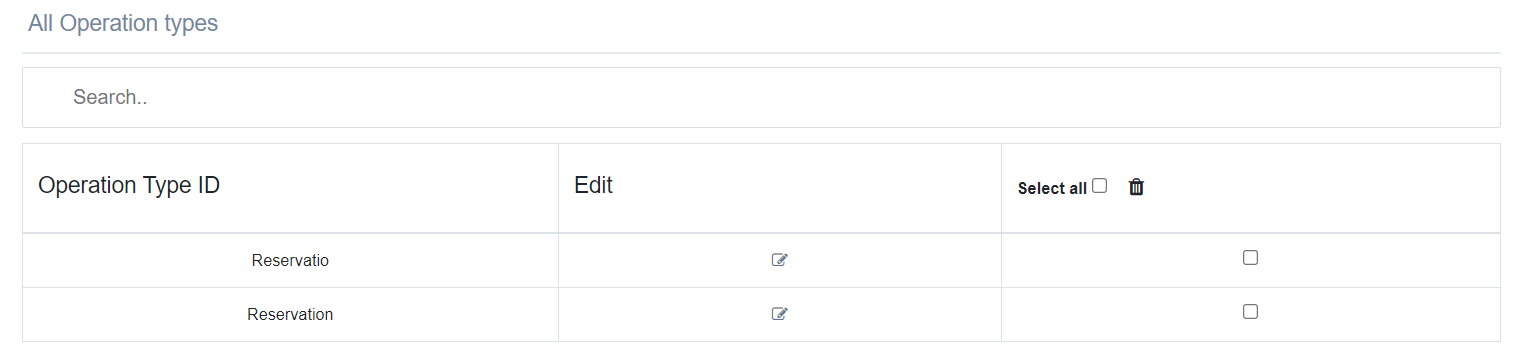 All Operation types
Search..
Operation Type ID Edit Select all
Reservatio
Reservation